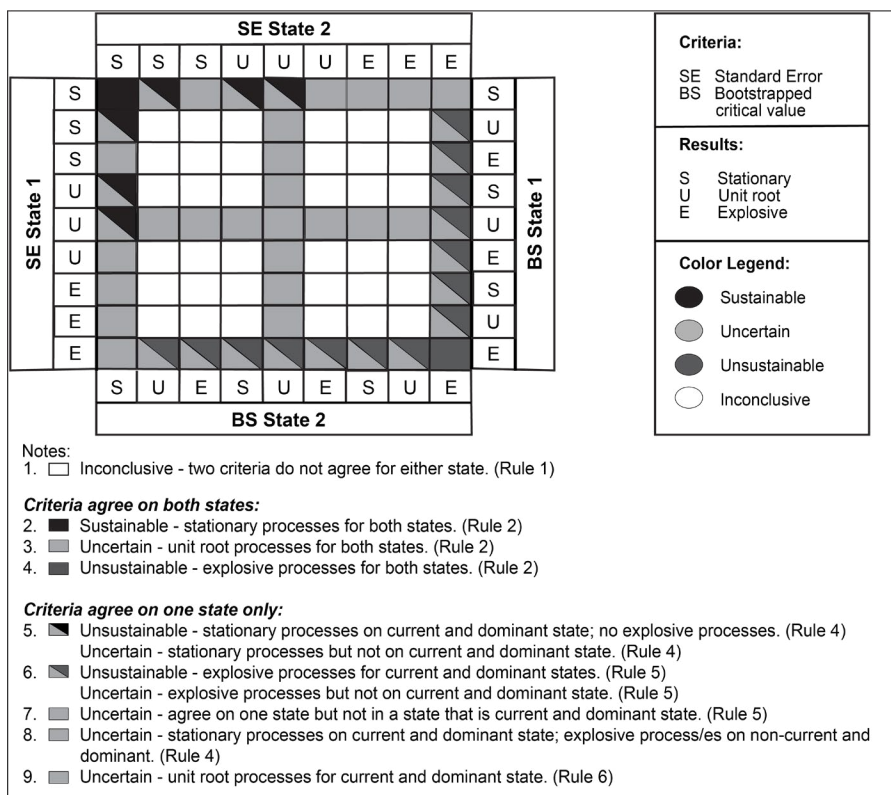 SE State 2
S S S U U U E E E
SE State 1
S S
S U
S E
U S
U U
U E
E S
E U
E E
BS State 1
S U E S U E S U E
BS State 2
Criteria:
SE Standard Error
BS Bootstrapped
critical value
Results:
S Stationary
U Unit root
E Explosive
Color Legend:
Sustainable
Uncertain
Unsustainable
Inconclusive
Notes:
1. Inconclusive - two criteria do not agree for either state. (Rule 1)
Criteria agree on both states:
2. Sustainable - stationary processes for both states. (Rule 2)
3. Uncertain - unit root processes for both states. (Rule 2)
4. Unsustainable - explosive processes for both states. (Rule 2)
Criteria agree on one state only:
5. Unsustainable - stationary processes on current and dominant state; no explosive processes. (Rule 4)
Uncertain - stationary processes but not on current and dominant state. (Rule 4)
6. Unsustainable - explosive processes for current and dominant states. (Rule 5)
Uncertain - explosive processes but not on current and dominant state. (Rule 5)
7. Uncertain - agree on one state but not in a state that is current and dominant state. (Rule 5)
8. Uncertain - stationary processes on current and dominant state; explosive process/es on non-current and
dominant. (Rule 4)
9. Uncertain - unit root processes for current and dominant state. (Rule 6)